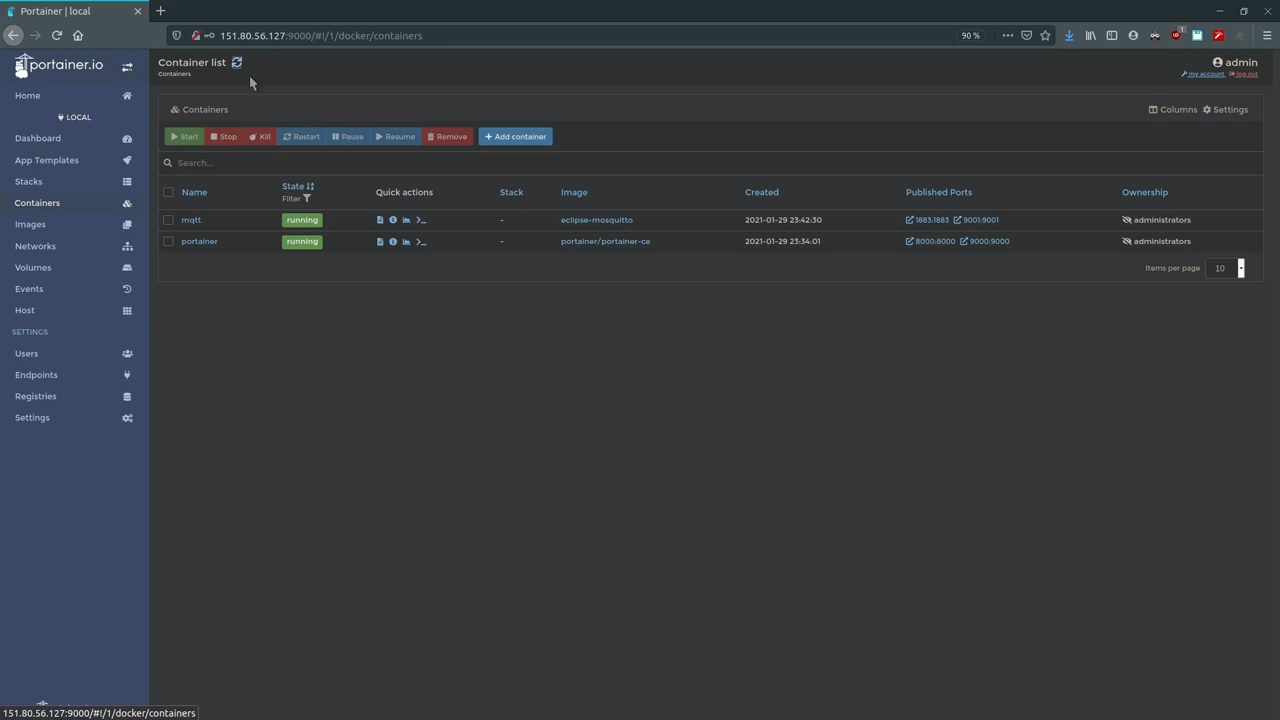 Portainer | local
151.80.56.127:9000/#!/1/docker/containers
90 %
1
portainer.io
Container list
admin
Containers
my account
log out
Home
LOCAL
Containers
Columns
Settings
Dashboard
Start
Stop
Kill
Restart
Pause
Resume
Remove
Add container
App Templates
Search...
Stacks
Name
State
Filter
Quick actions
Stack
Image
Created
Published Ports
Ownership
Containers
Images
mqtt
running
-
eclipse-mosquitto
2021-01-29 23:42:30
1883:1883
9001:9001
administrators
Networks
portainer
running
-
portainer/portainer-ce
2021-01-29 23:34:01
8000:8000
9000:9000
administrators
Volumes
Items per page
10
Events
Host
SETTINGS
Users
Endpoints
Registries
Settings
151.80.56.127:9000/#!/1/docker/containers